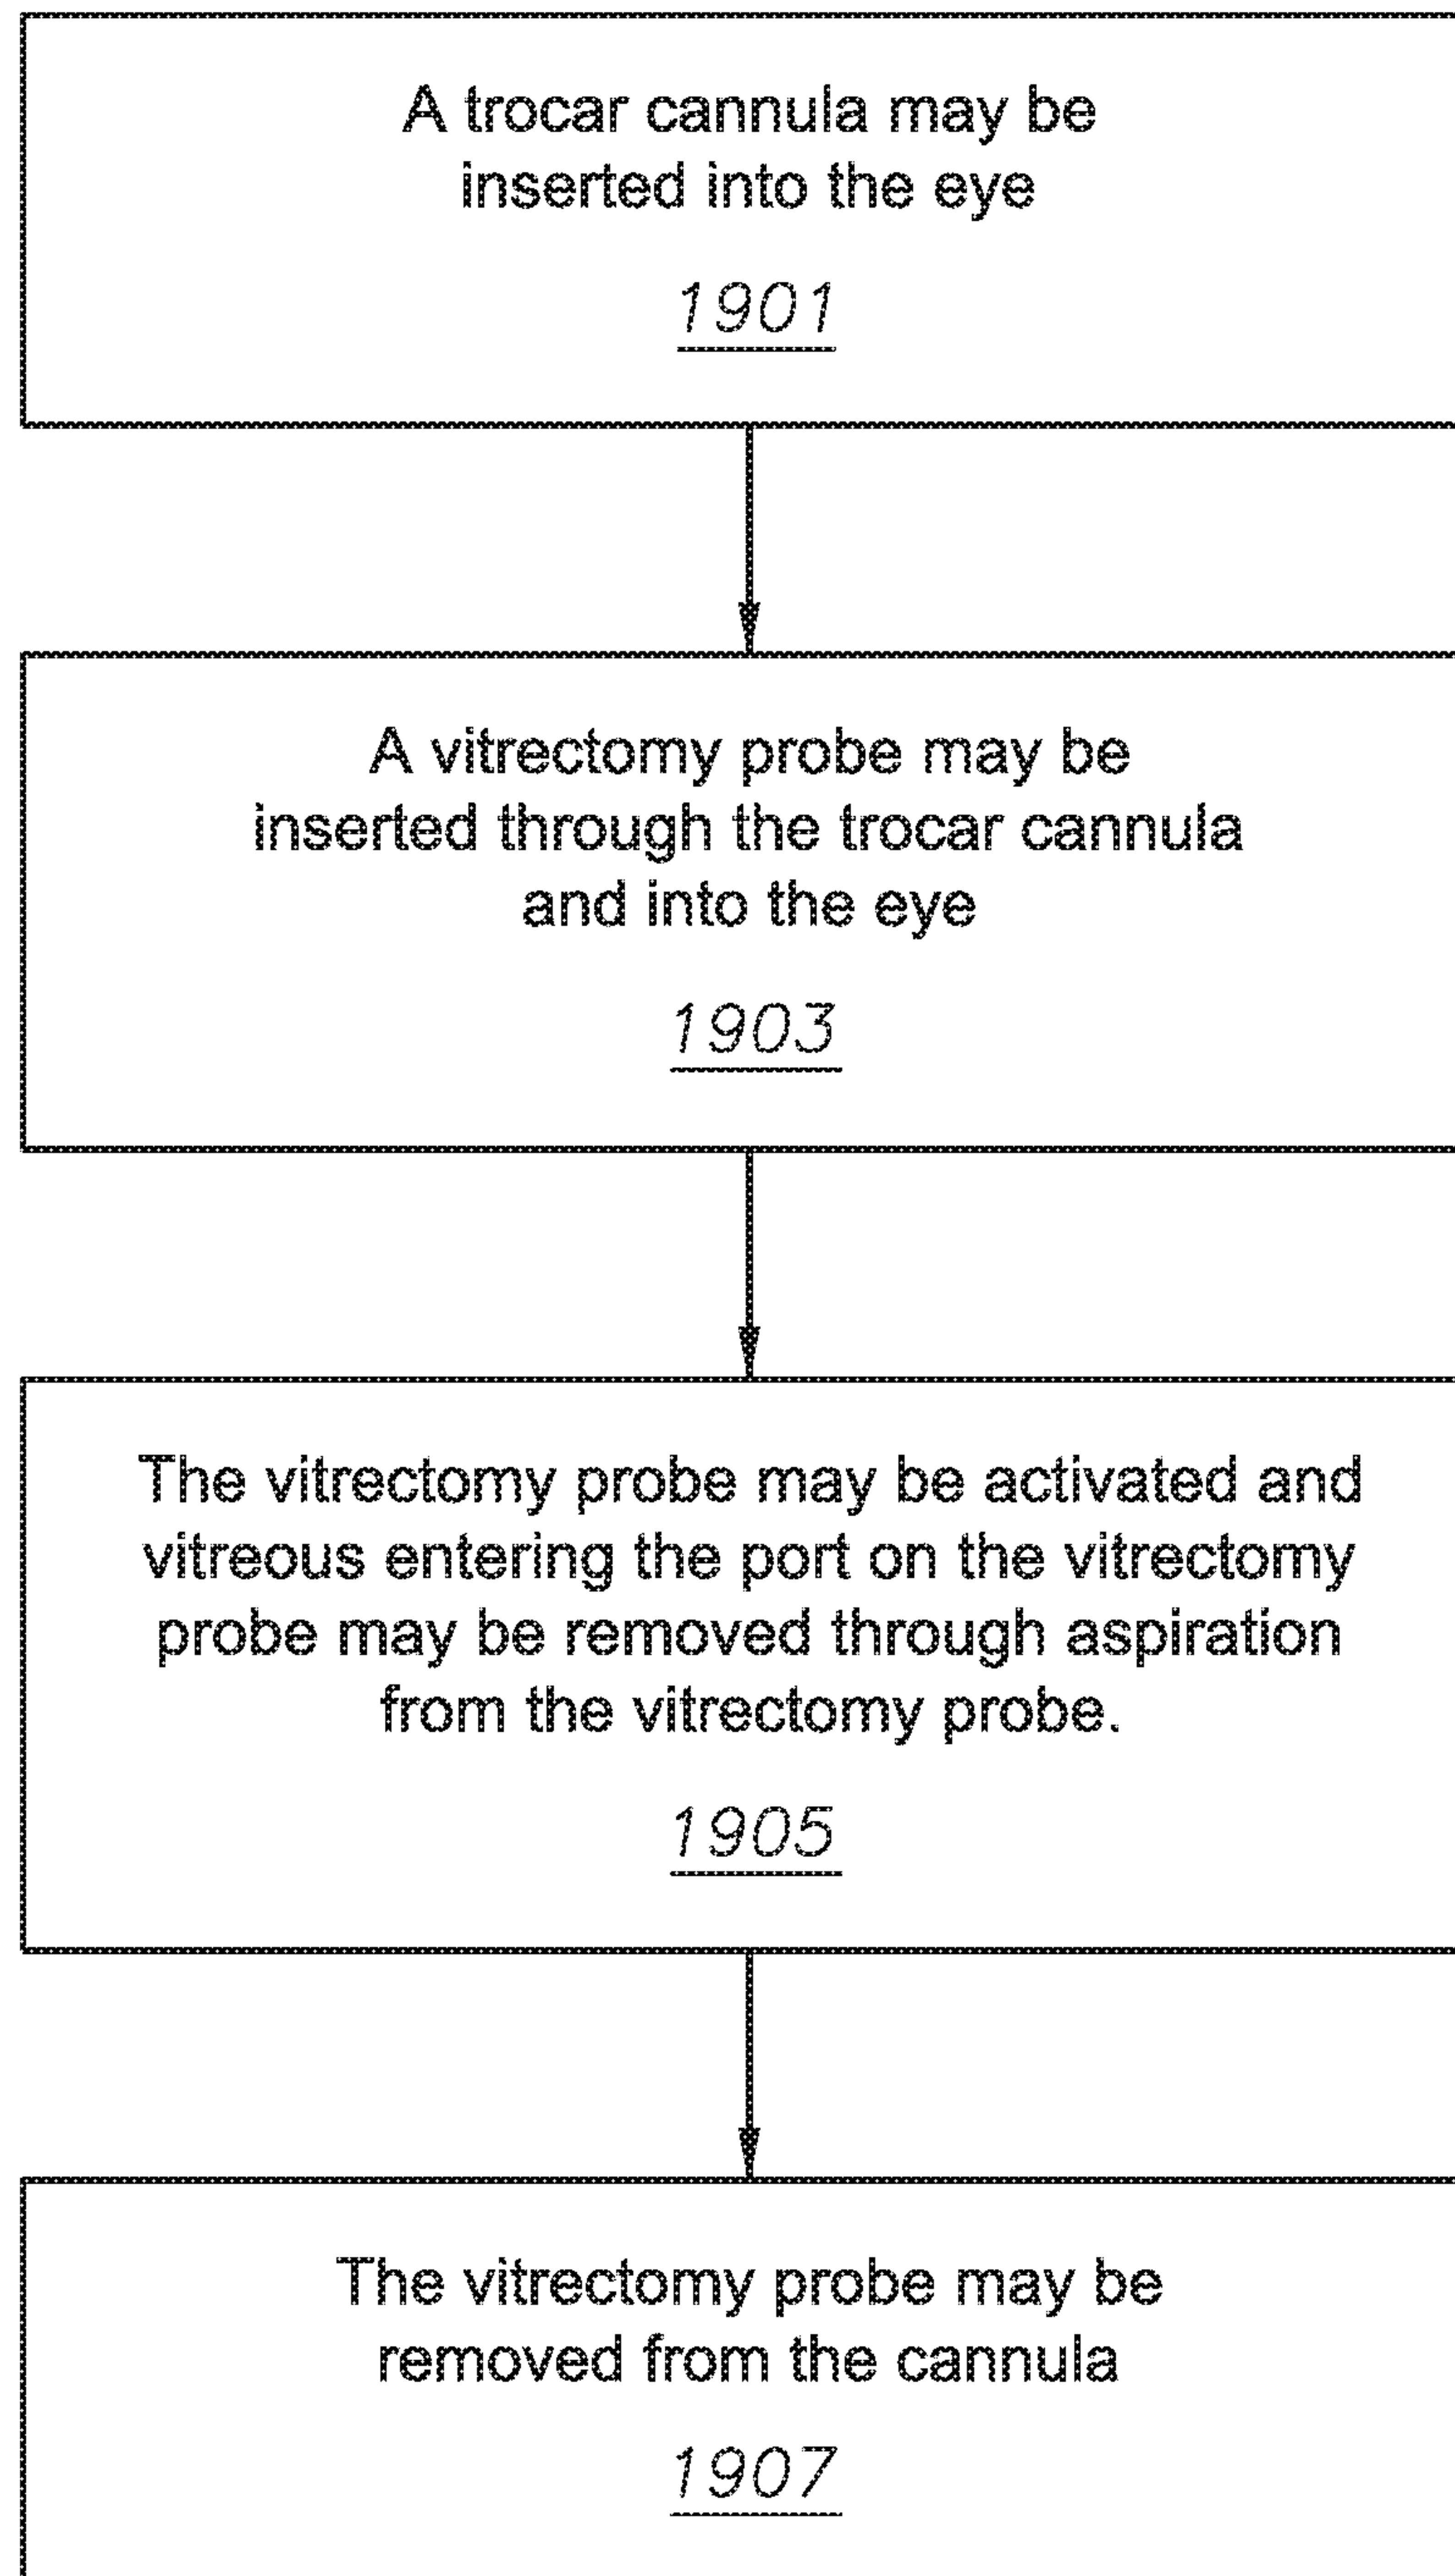 A trocar cannula may be
inserted into the eye
1901
A vitrectomy probe may be
inserted through the trocar cannula
and into the eye
1903
The vitrectomy probe may be activated and
vitreous entering the port on the vitrectomy
probe may be removed through aspiration
from the vitrectomy probe.
1905
The vitrectomy probe may be
removed from the cannula
1907